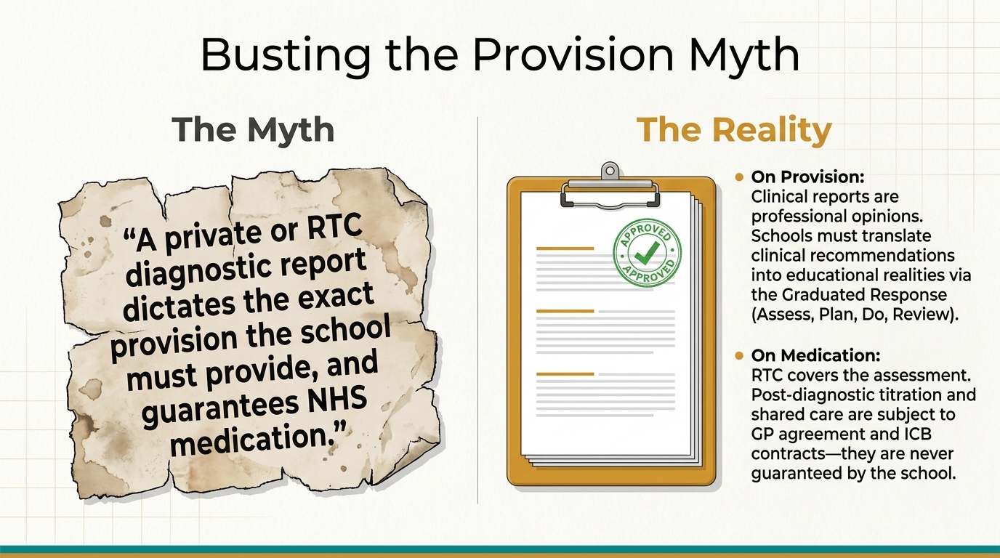 Busting the Provision Myth
The Myth
“A private or RTC
diagnostic report
dictates the exact
provision the school
must provide, and
guarantees NHS
medication.”
The Reality
APPROVED
APPROVED
On Provision:
Clinical reports are
professional opinions.
Schools must translate
clinical recommendations
into educational realities via
the Graduated Response
(Assess, Plan, Do, Review).
On Medication:
RTC covers the assessment.
Post-diagnostic titration and
shared care are subject to
GP agreement and ICB
contracts—they are never
guaranteed by the school.